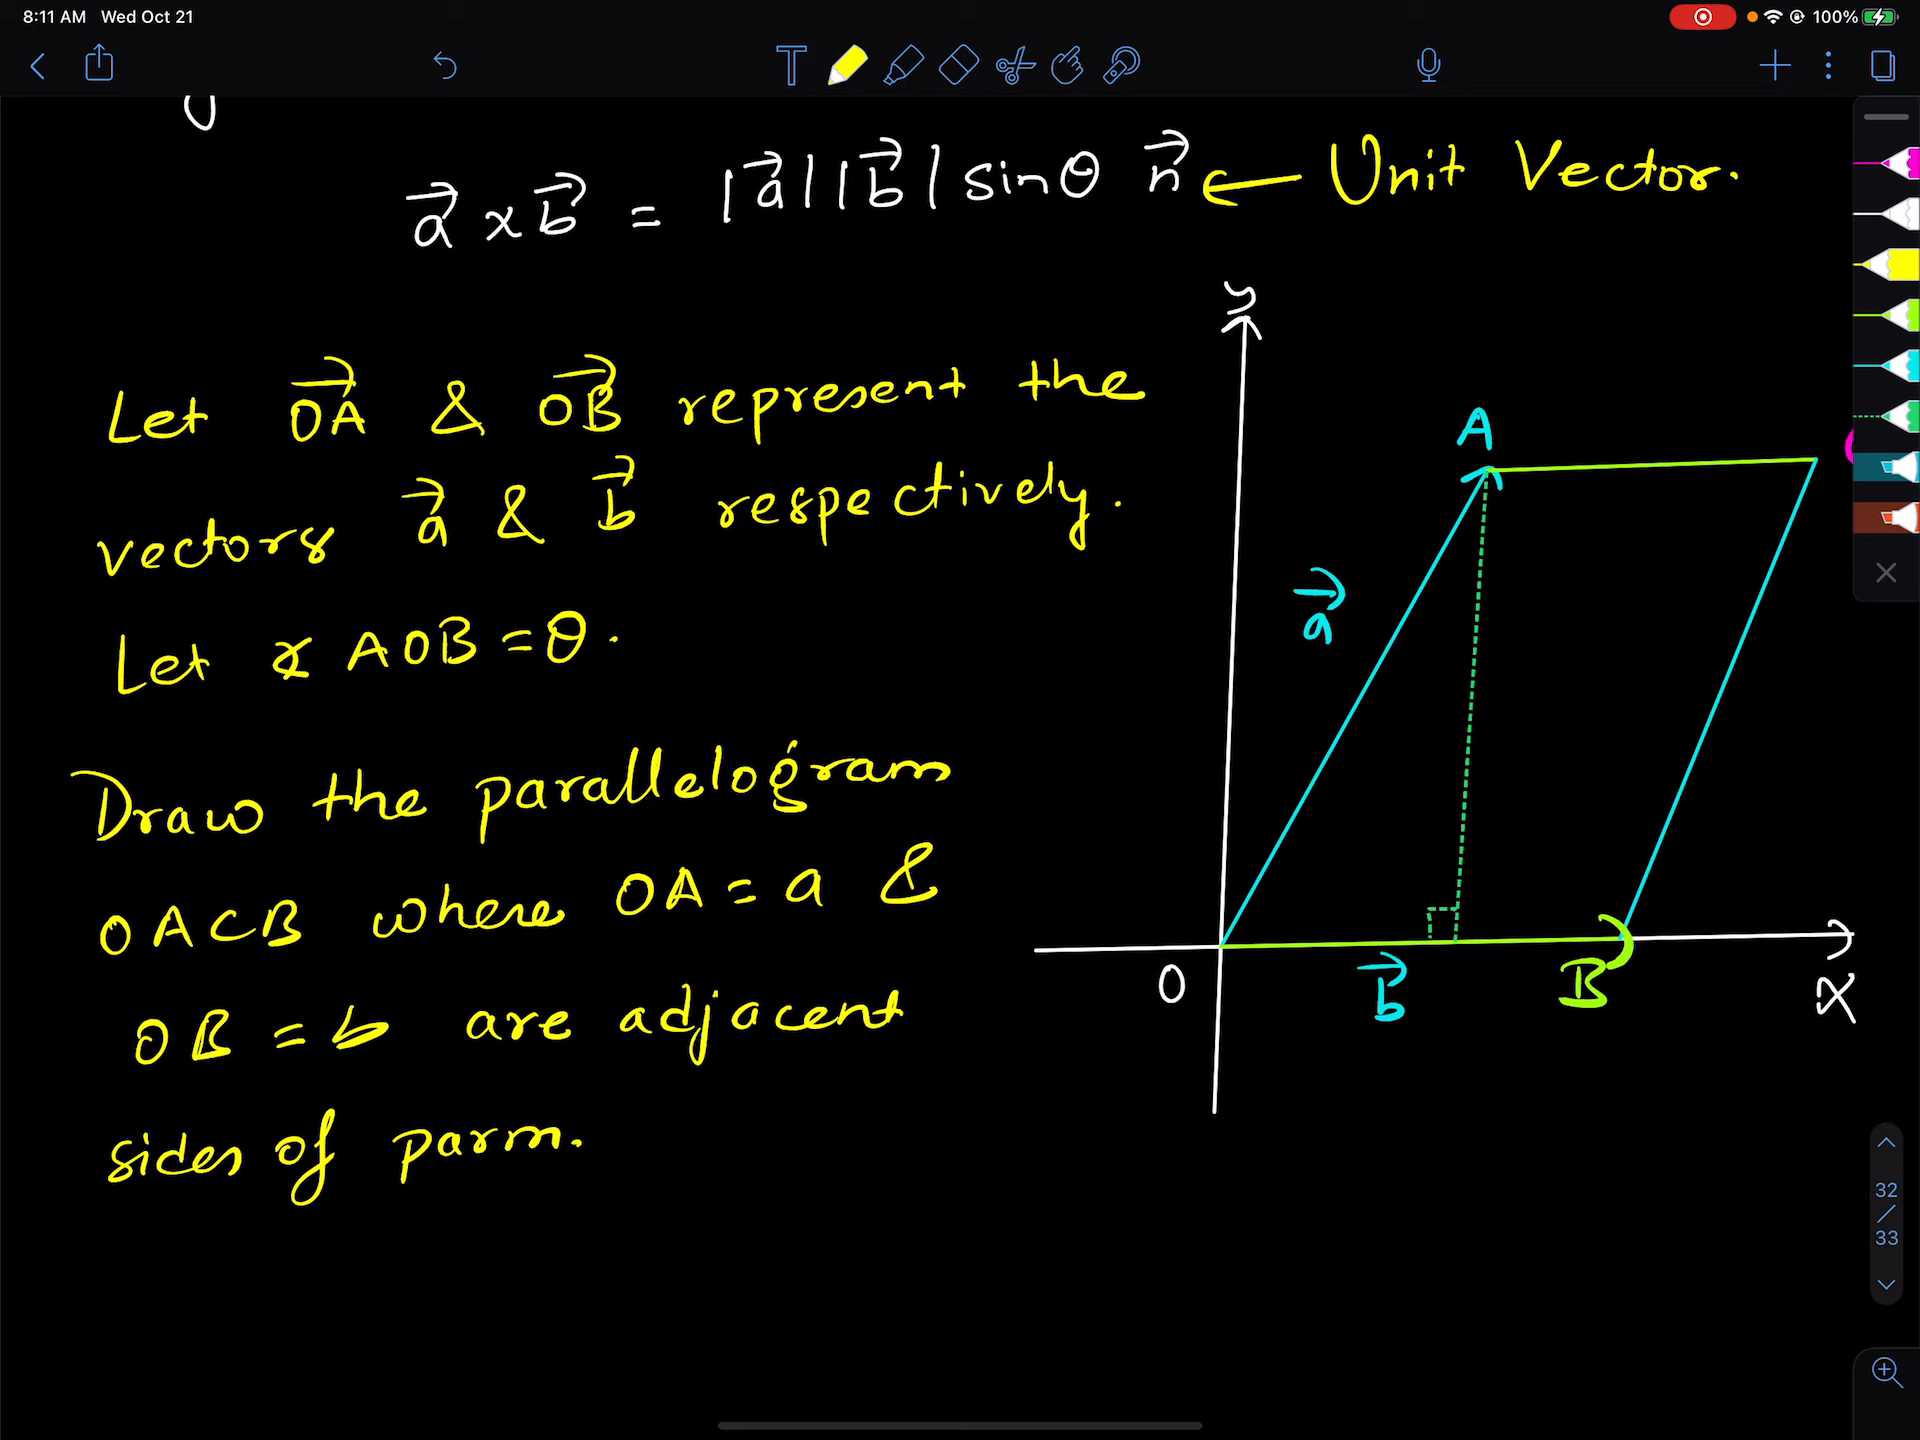 8:11 AM Wed Oct 21
100%
T
a⃗ × b⃗ = |a⃗||b⃗| sinθ n⃗ ← Unit Vector.
Let OA⃗ & OB⃗ represent the
vectors a⃗ & b⃗ respectively.
Let ∡ AOB = θ.
Draw the parallelogram
OACB where OA = a &
OB = b are adjacent
sides of parm.
y
A
a⃗
O
b⃗
B
x
32
/
33